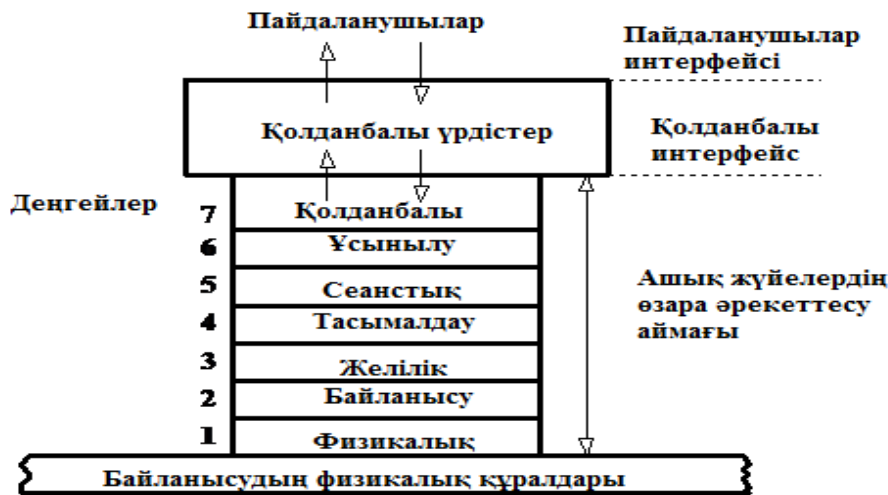 Пайдаланушылар
Пайдаланушылар
интерфейсі
Қолданбалы үрдістер
Қолданбалы
интерфейс
Деңгейлер
7 Қолданбалы
6 Ұсынылу
5 Сеанстық
4 Тасымалдау
3 Желілік
2 Байланысу
1 Физикалық
Ашық жүйелердің
өзара әрекеттесу
аймағы
Байланысудың физикалық құралдары